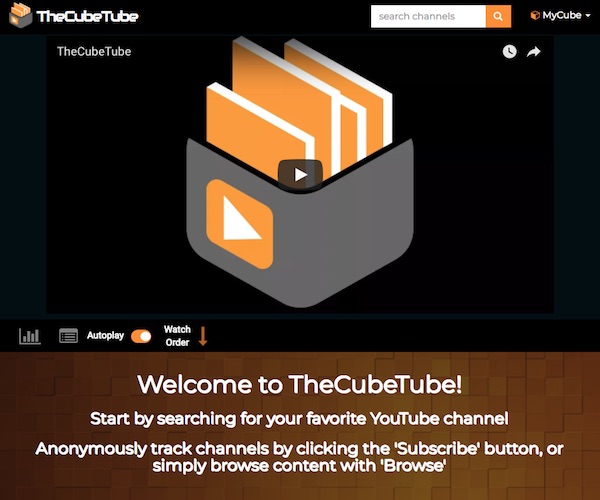 TheCubeTube
search channels
MyCube
TheCubeTube
Autoplay
Watch
Order
Welcome to TheCubeTube!
Start by searching for your favorite YouTube channel
Anonymously track channels by clicking the 'Subscribe' button, or
simply browse content with 'Browse'